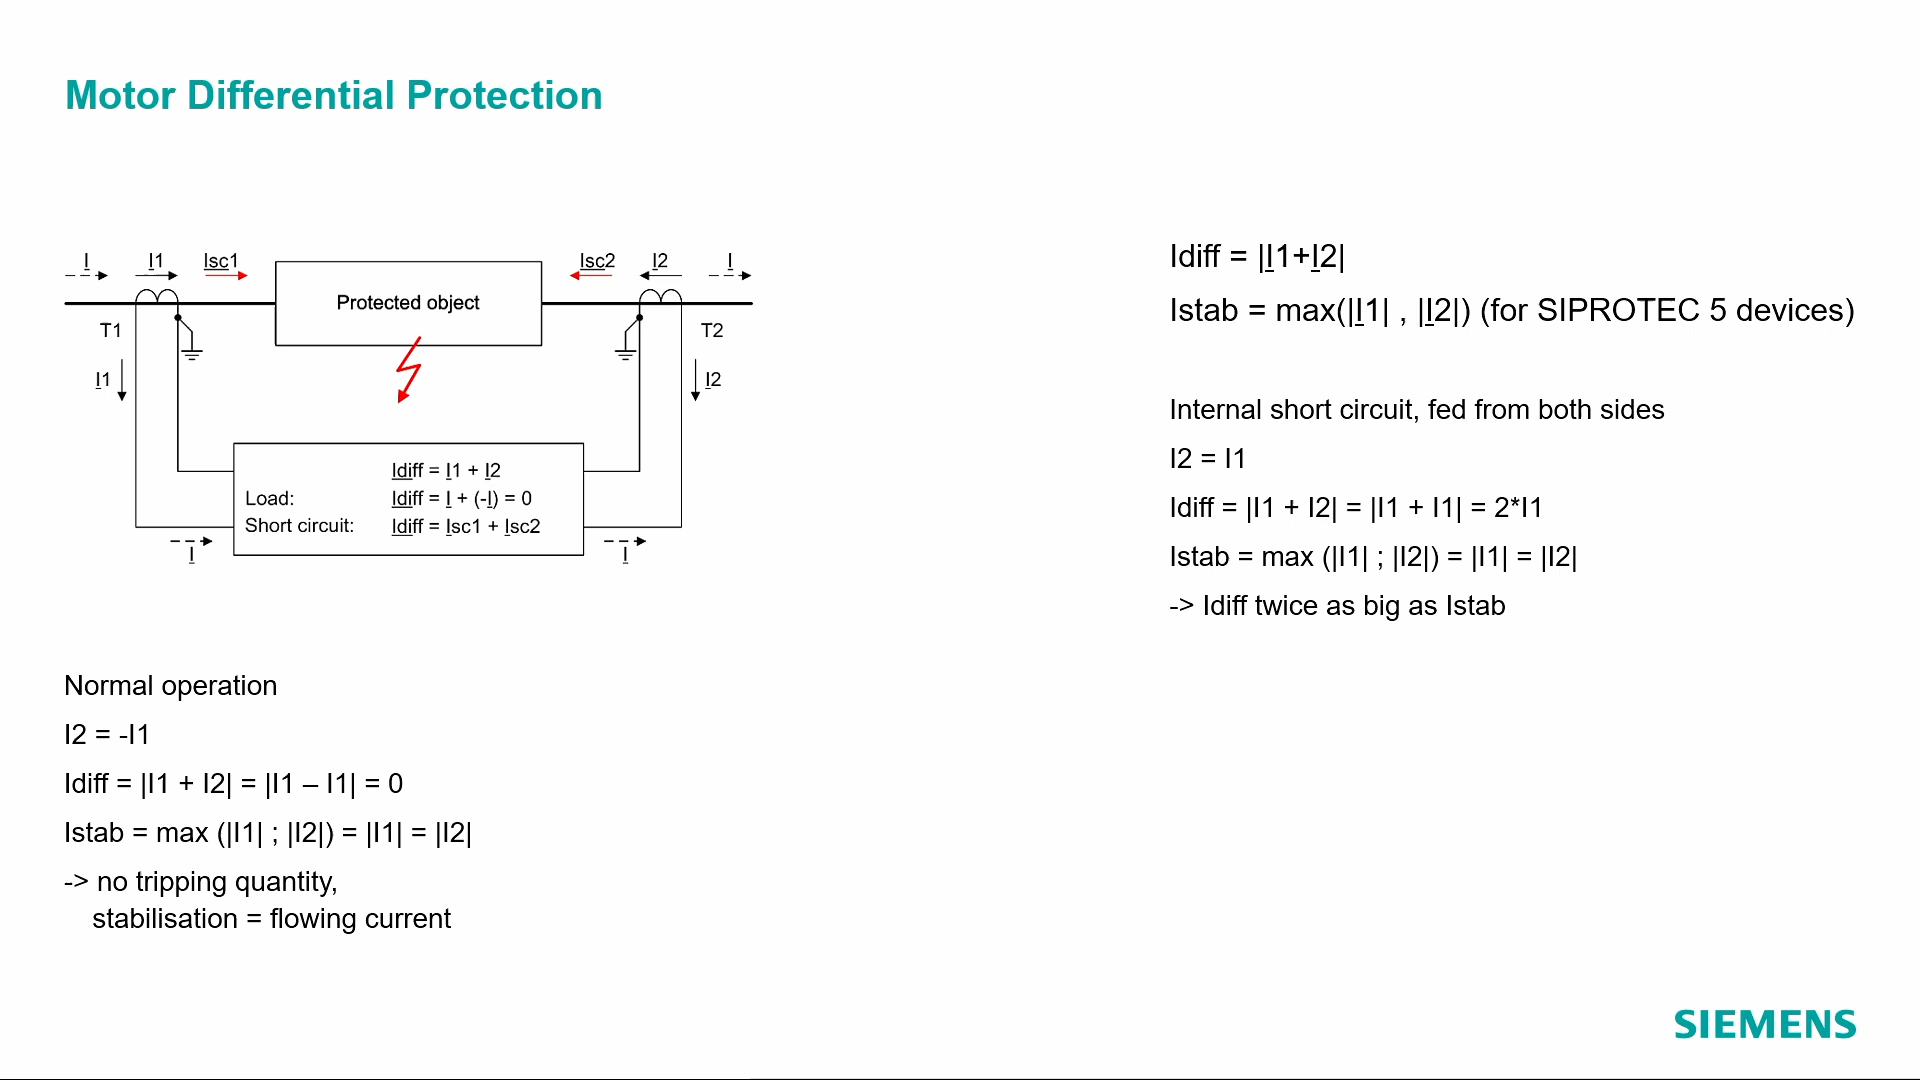 Motor Differential Protection
I I1 Isc1 Isc2 I2 I
Protected object
T1 T2
I1 I2
Idiff = I1 + I2
Load: Idiff = I + (-I) = 0
Short circuit: Idiff = Isc1 + Isc2
I I
Normal operation
I2 = -I1
Idiff = |I1 + I2| = |I1 – I1| = 0
Istab = max (|I1| ; |I2|) = |I1| = |I2|
-> no tripping quantity,
stabilisation = flowing current
Idiff = |I1+I2|
Istab = max(|I1| , |I2|) (for SIPROTEC 5 devices)
Internal short circuit, fed from both sides
I2 = I1
Idiff = |I1 + I2| = |I1 + I1| = 2*I1
Istab = max (|I1| ; |I2|) = |I1| = |I2|
-> Idiff twice as big as Istab
SIEMENS